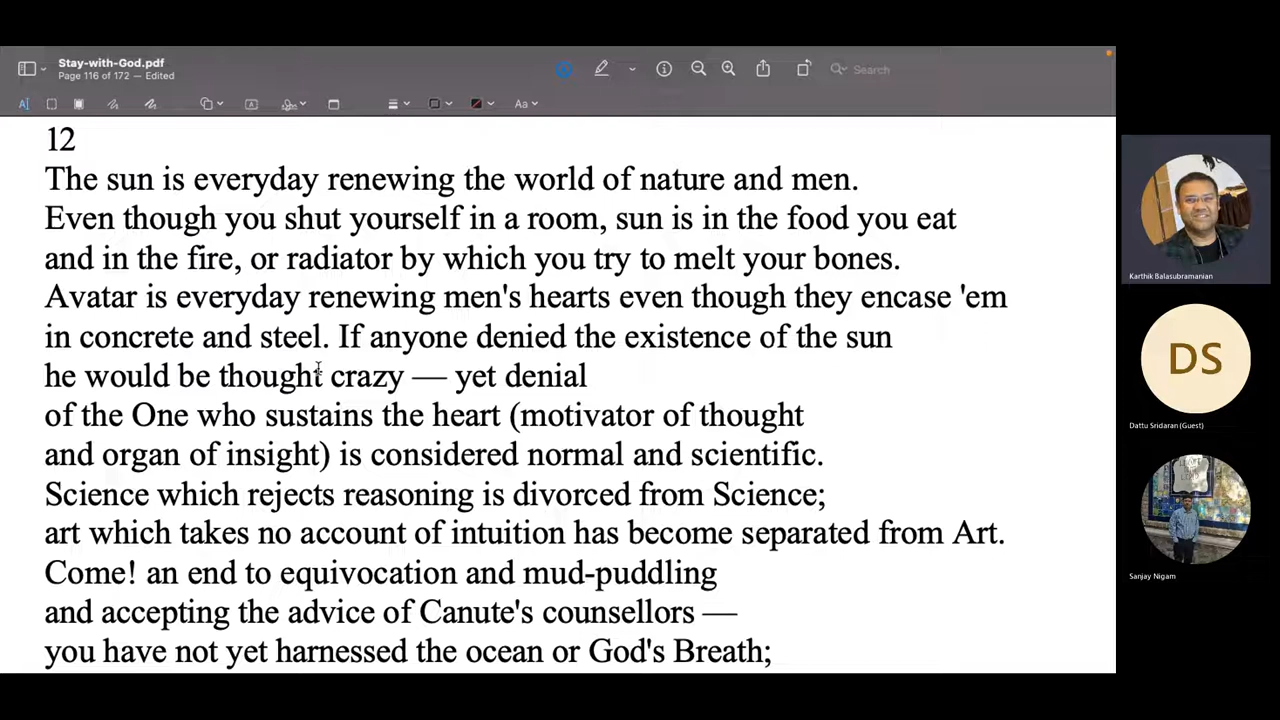 Stay-with-God.pdf
Page 116 of 172 — Edited
Search
Aa
12
The sun is everyday renewing the world of nature and men.
Even though you shut yourself in a room, sun is in the food you eat
and in the fire, or radiator by which you try to melt your bones.
Avatar is everyday renewing men's hearts even though they encase 'em
in concrete and steel. If anyone denied the existence of the sun
he would be thought crazy — yet denial
of the One who sustains the heart (motivator of thought
and organ of insight) is considered normal and scientific.
Science which rejects reasoning is divorced from Science;
art which takes no account of intuition has become separated from Art.
Come! an end to equivocation and mud-puddling
and accepting the advice of Canute's counsellors —
you have not yet harnessed the ocean or God's Breath;
Karthik Balasubramanian
DS
Dattu Sridaran (Guest)
Sanjay Nigam